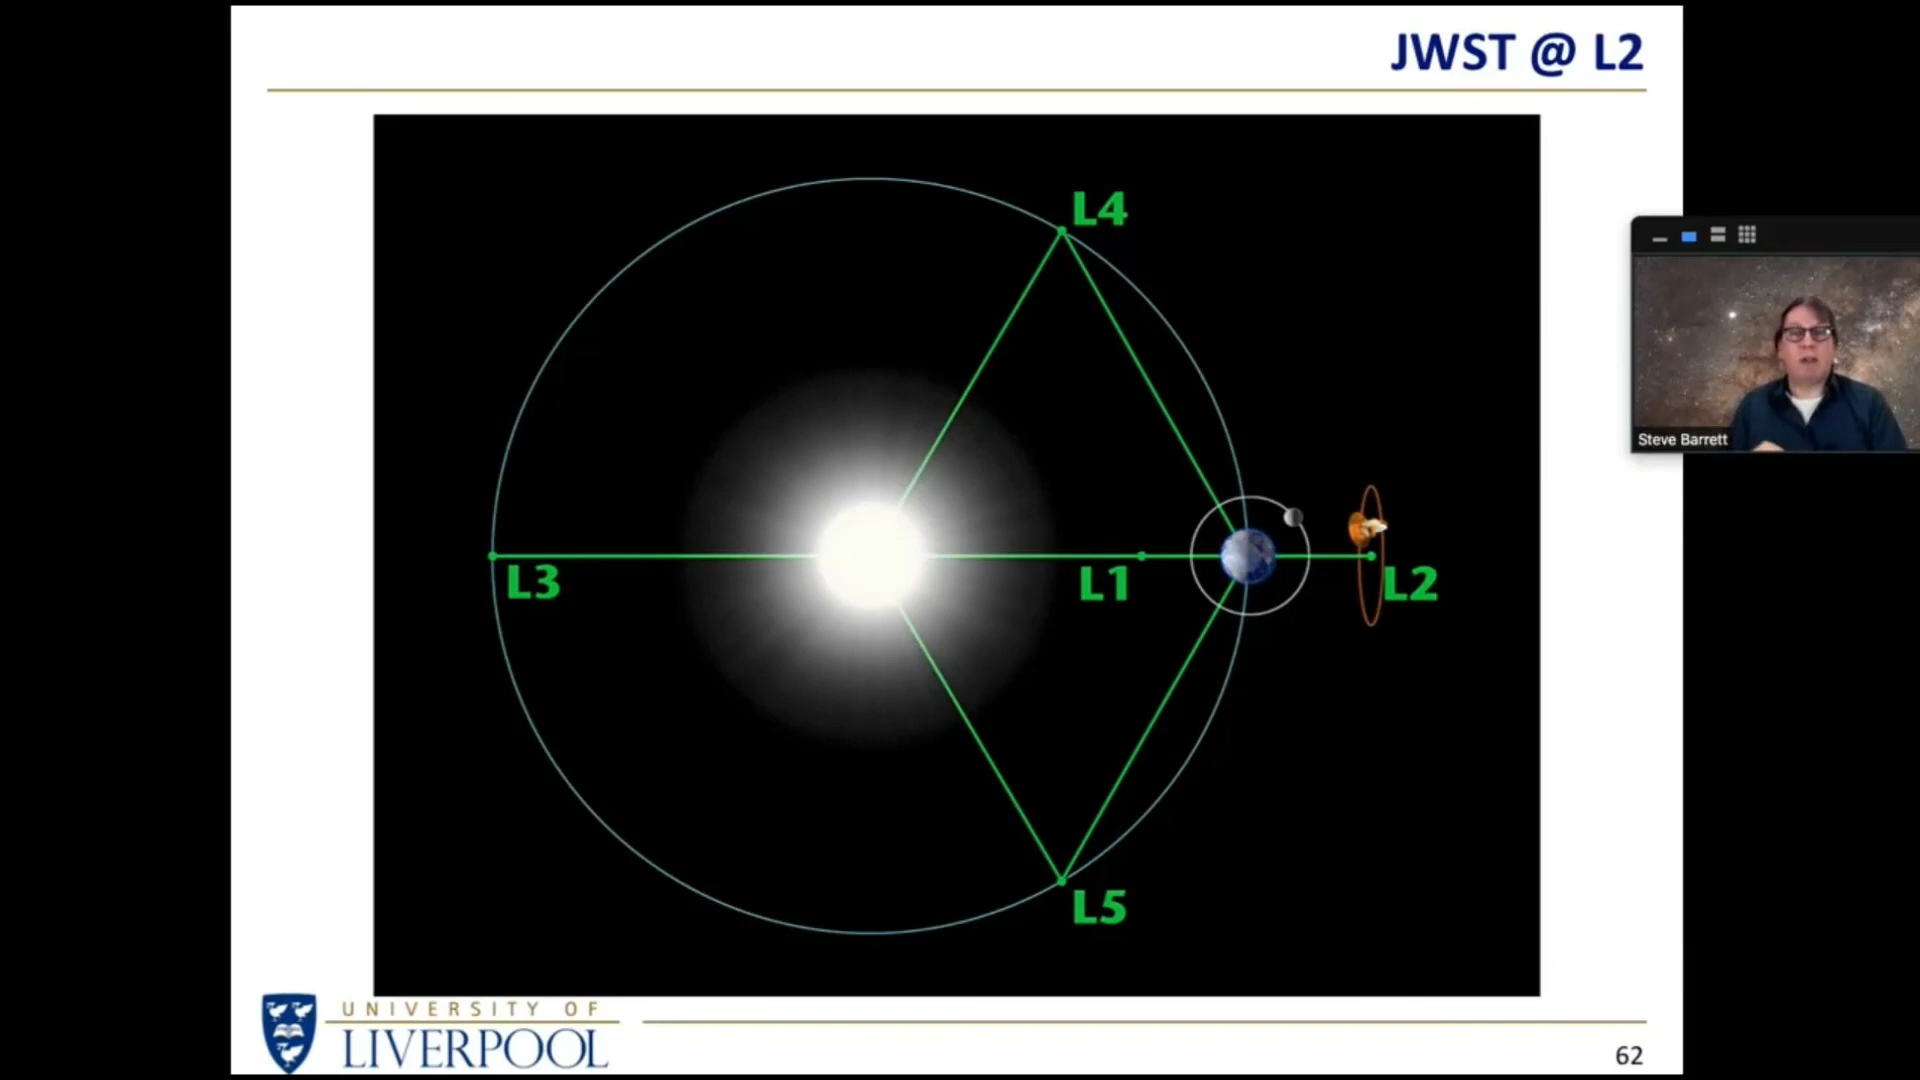 JWST @ L2
L4
L3
L1
L2
Steve Barrett
L5
UNIVERSITY OF
LIVERPOOL
62